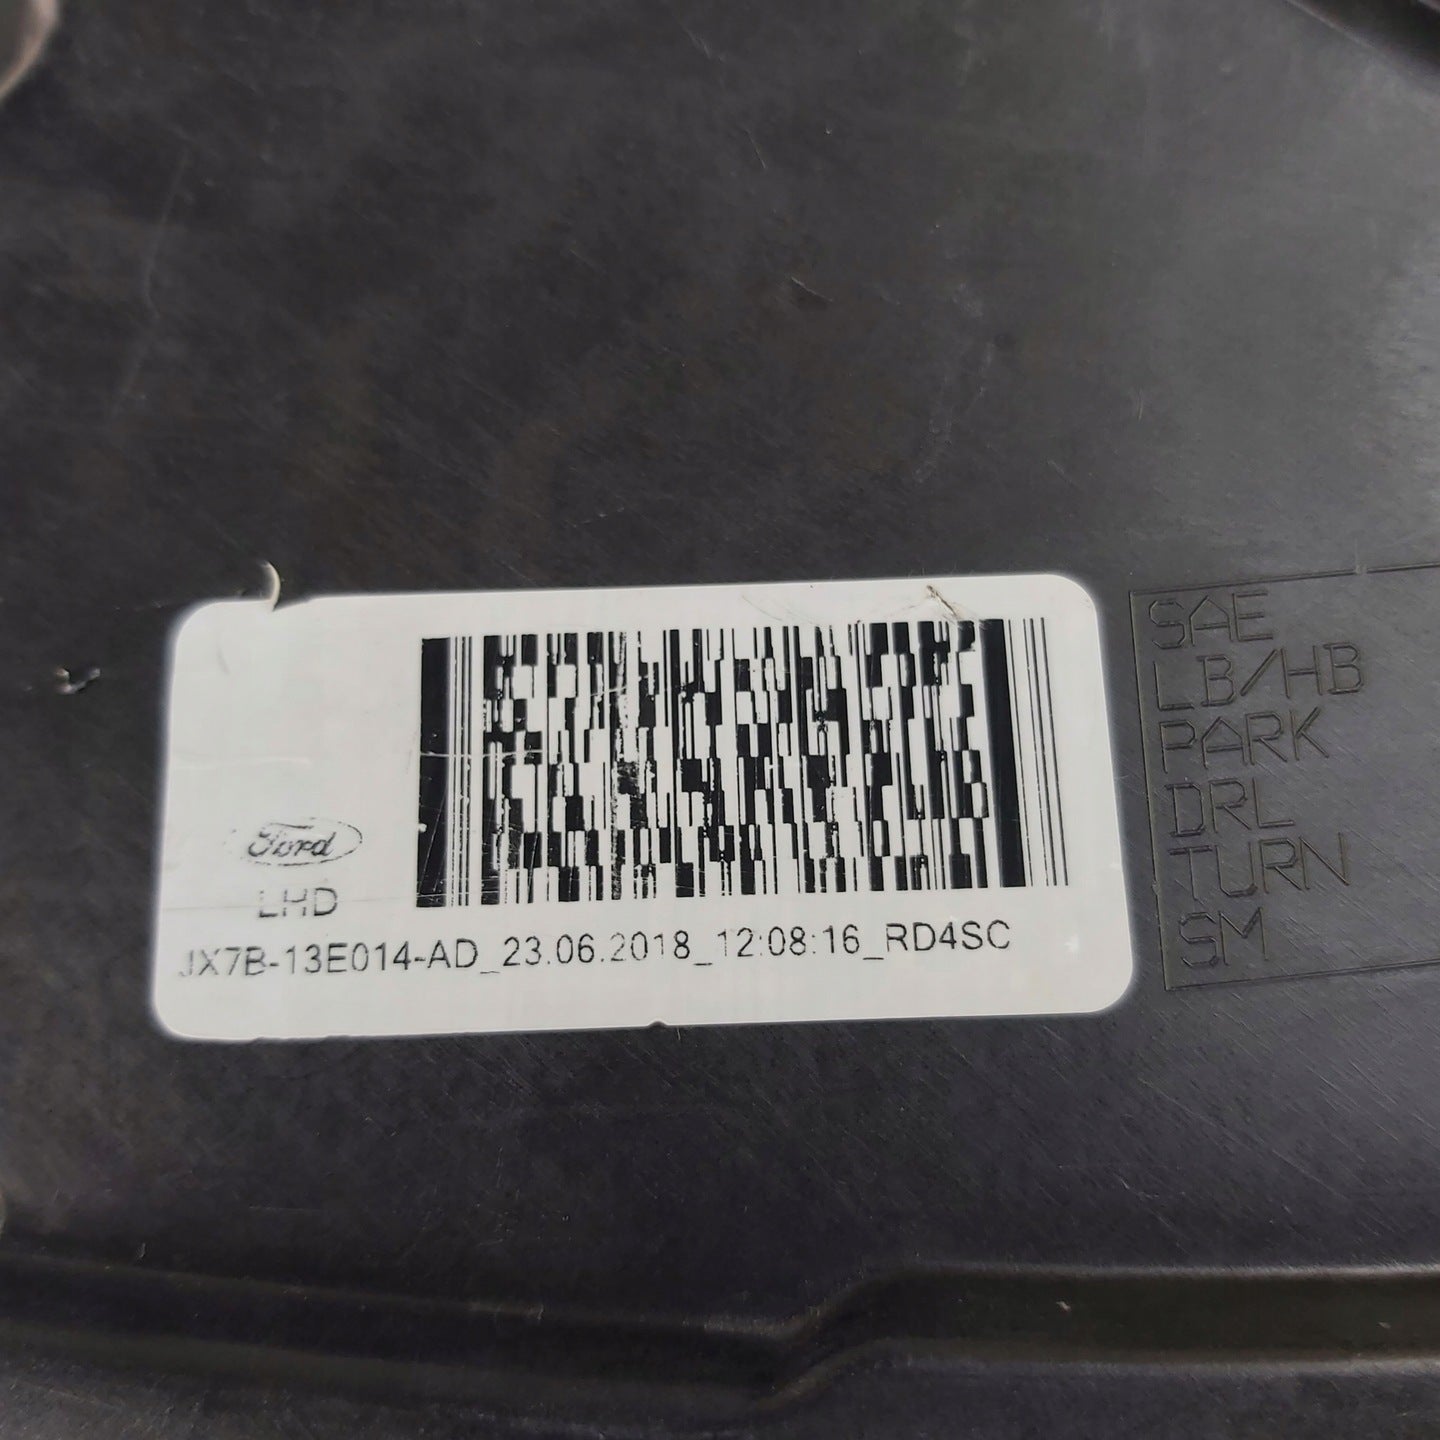 Ford
LHD
JX7B-13E014-AD_23.06.2018_12:08:16_RD4SC
SAE
LB/HB
PARK
DRL
TURN
SM